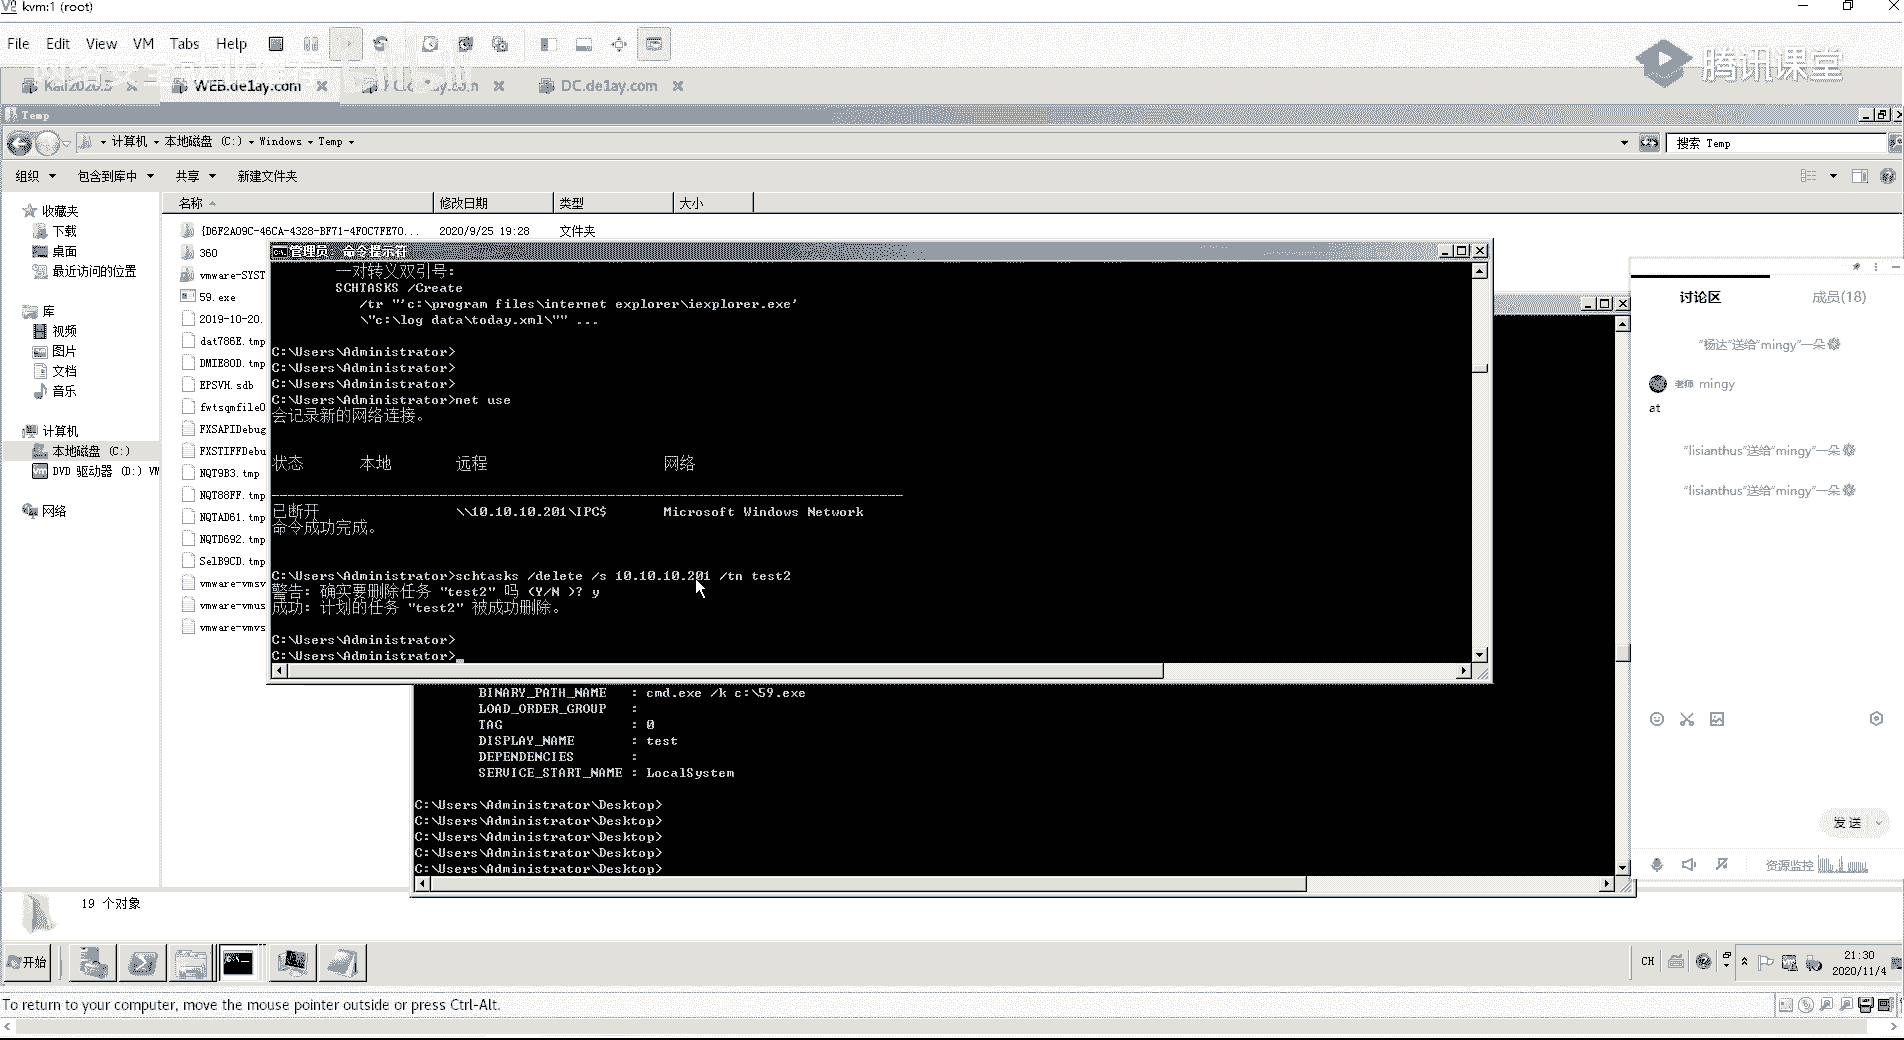 kvm:1 (root)
File Edit View VM Tabs Help
腾讯课堂
Kali2020.3
WEB.de1ay.com
DC.de1ay.com
Temp
计算机 本地磁盘 (C:) Windows Temp
搜索 Temp
组织 包含到库中 共享 新建文件夹
名称 修改日期 类型 大小
收藏夹
下载
桌面
最近访问的位置
库
视频
图片
文档
音乐
计算机
本地磁盘 (C:)
DVD 驱动器 (D:) VM
网络
{D6F2A09C-46CA-4328-BF71-4F0C7FE70... 2020/9/25 19:28 文件夹
360
vmware-SYST
59.exe
2019-10-20.
dat786E.tmp
DMIE80D.tmp
EPSVH.sdb
fwtsqmfile0
FXSAPIDebug
FXSTIFFDebu
NQT9B3.tmp
NQT88FF.tmp
NQTAD61.tmp
NQTD692.tmp
SelB9CD.tmp
vmware-vmsv
vmware-vmus
vmware-vmvs
管理员: 命令提示符
一对转义双引号:
SCHTASKS /Create
/tr "'c:\program files\internet explorer\iexplorer.exe'
\"c:\log data\today.xml\"" ...
C:\Users\Administrator>
C:\Users\Administrator>
C:\Users\Administrator>
C:\Users\Administrator>net use
会记录新的网络连接。
状态 本地 远程 网络
-------------------------------------------------------------------------------
已断开 \\10.10.10.201\IPC$ Microsoft Windows Network
命令成功完成。
C:\Users\Administrator>schtasks /delete /s 10.10.10.201 /tn test2
警告: 确实要删除任务 "test2" 吗 (Y/N )? y
成功: 计划的任务 "test2" 被成功删除。
C:\Users\Administrator>
C:\Users\Administrator>_
BINARY_PATH_NAME : cmd.exe /k c:\59.exe
LOAD_ORDER_GROUP :
TAG : 0
DISPLAY_NAME : test
DEPENDENCIES :
SERVICE_START_NAME : LocalSystem
C:\Users\Administrator\Desktop>
C:\Users\Administrator\Desktop>
C:\Users\Administrator\Desktop>
C:\Users\Administrator\Desktop>
C:\Users\Administrator\Desktop>
讨论区 成员(18)
"杨达"送给"mingy"一朵
老师 mingy
at
"lisianthus"送给"mingy"一朵
"lisianthus"送给"mingy"一朵
发送
资源监控
19 个对象
开始
CH
21:30
2020/11/4
To return to your computer, move the mouse pointer outside or press Ctrl-Alt.